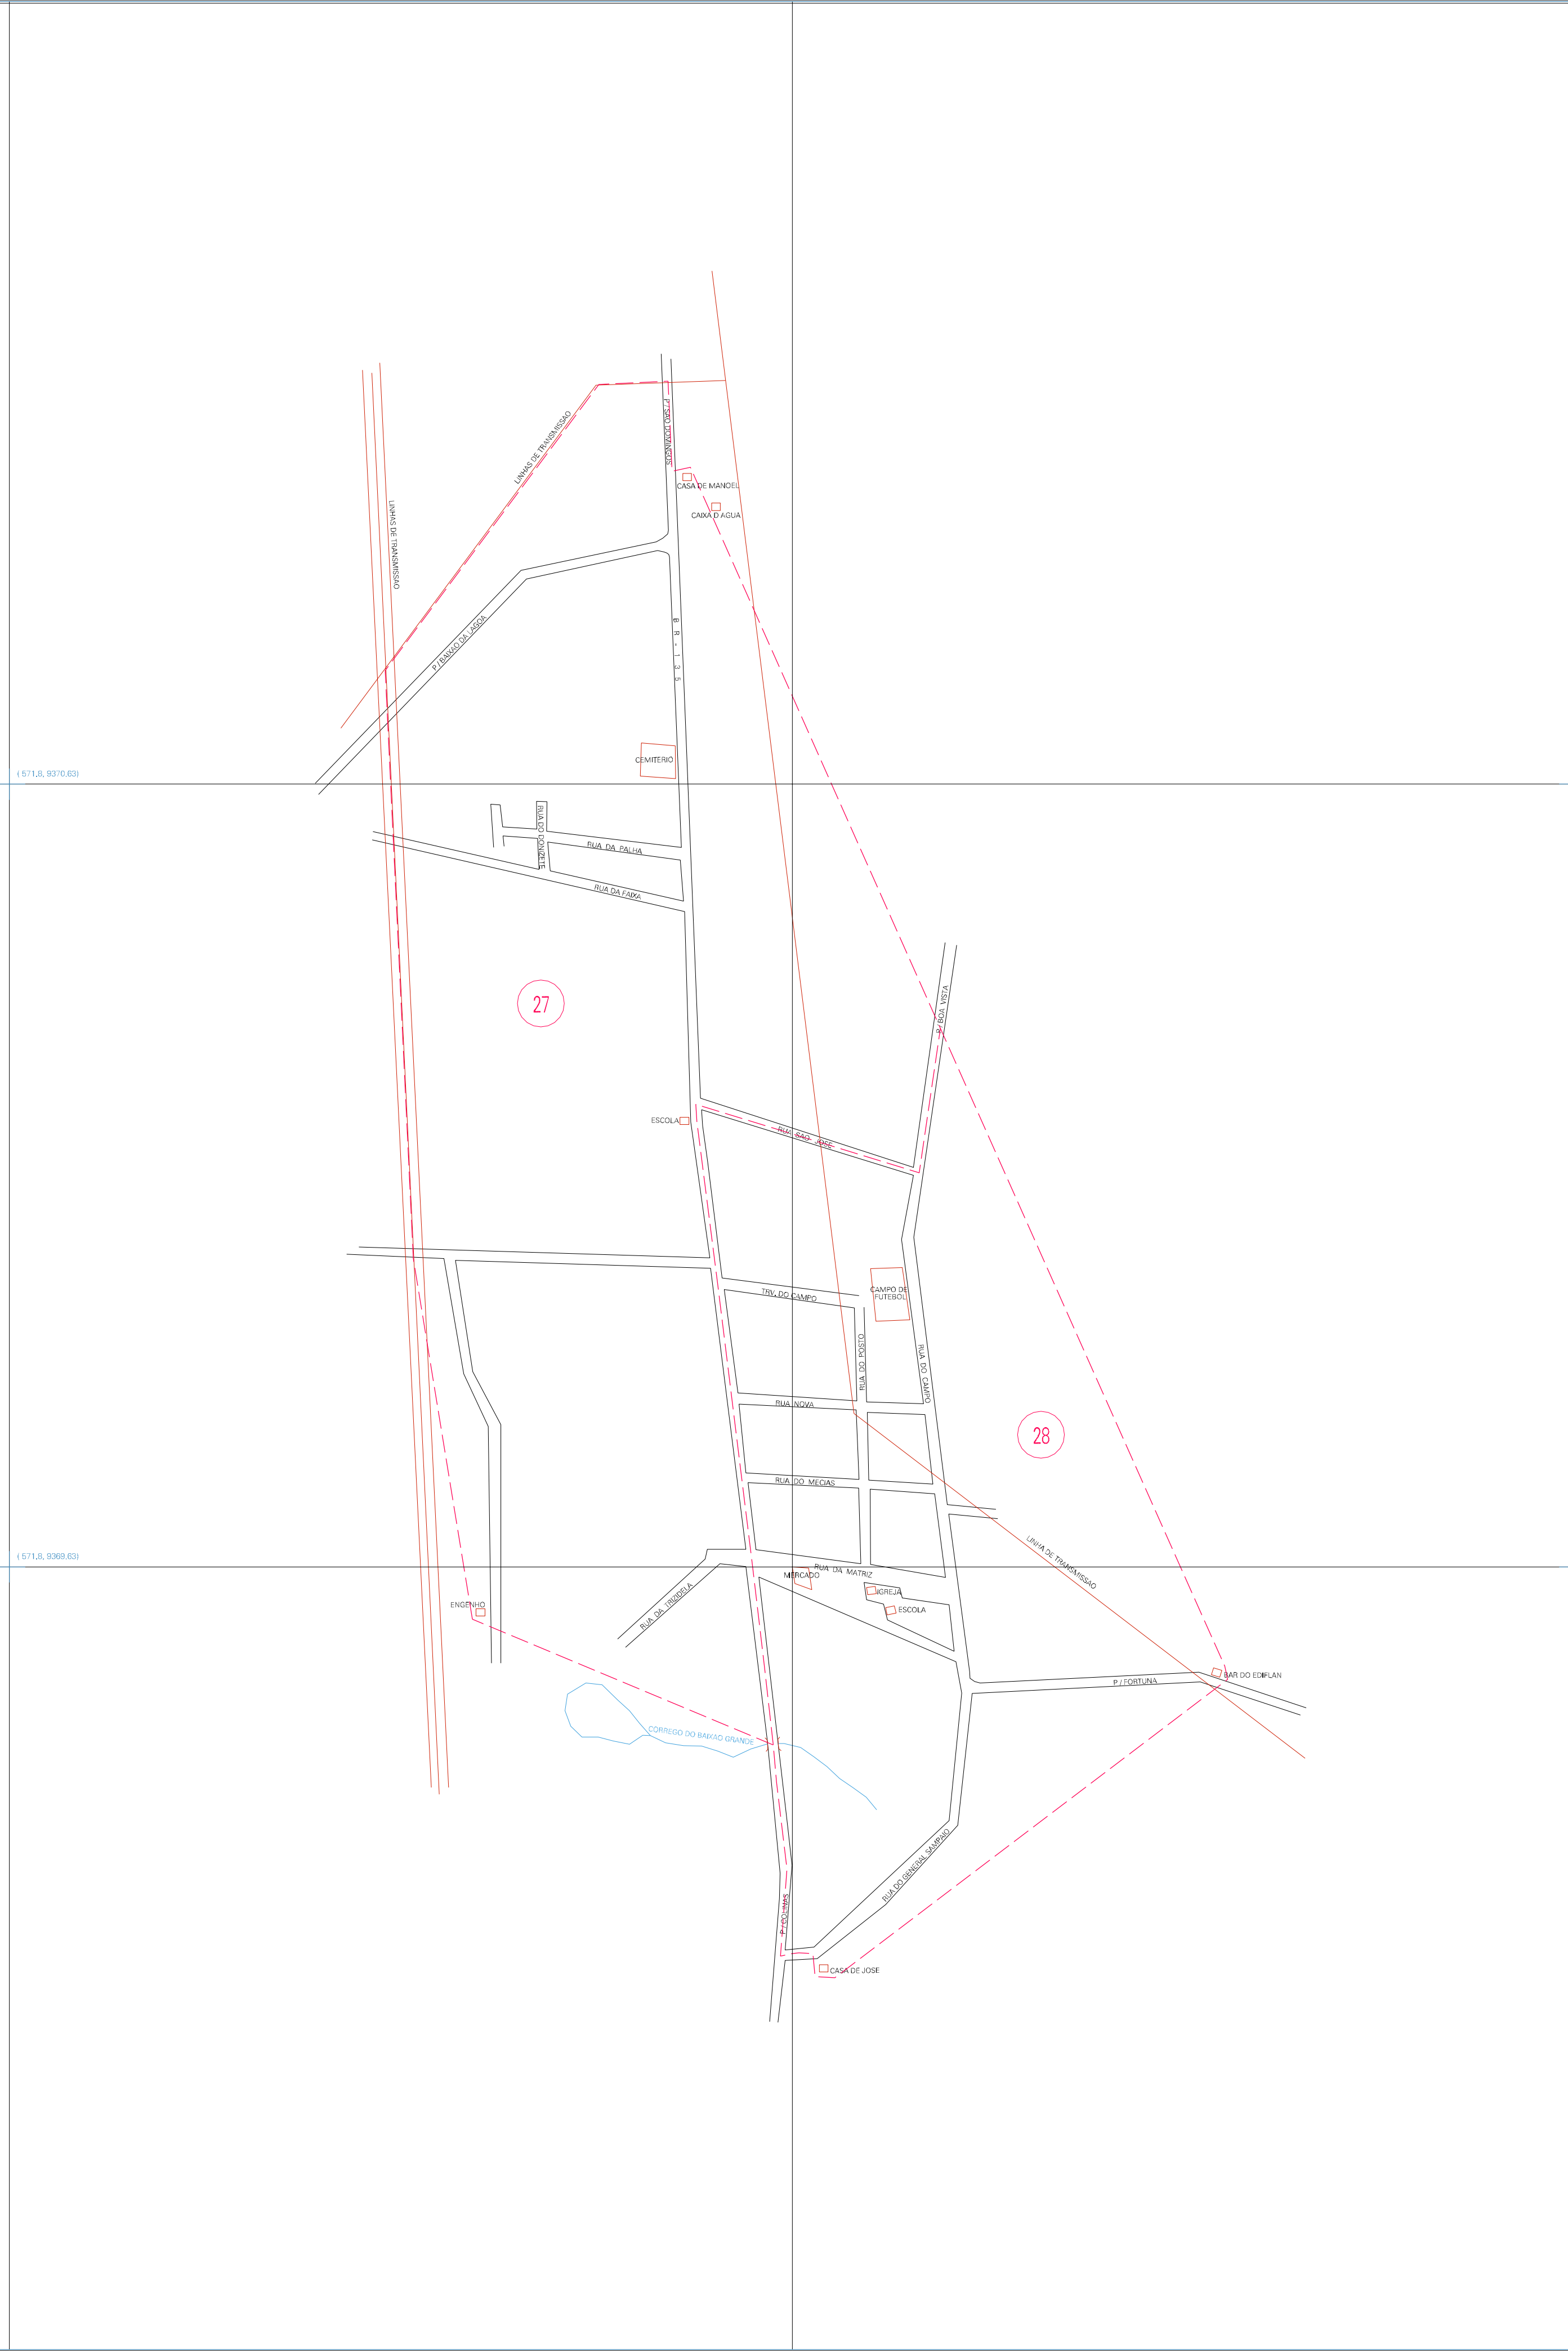 LINHAS DE TRANSMISSAO
P / SAO DOMINGOS
CASA DE MANOEL
CAIXA D AGUA
LINHAS DE TRANSMISSAO
P / BAIXAO DA LAGOA
B R - 1 3 5
CEMITERIO
( 571,8, 9370,63)
RUA DO DONIZETE
RUA DA PALHA
RUA DA FAIXA
27
P / BOA VISTA
ESCOLA
RUA SAO JOSE
TRV. DO CAMPO
CAMPO DE
FUTEBOL
RUA DO POSTO
RUA DO CAMPO
RUA NOVA
28
RUA DO MECIAS
( 571,8, 9369,63)
LINHA DE TRANSMISSAO
RUA DA MATRIZ
MERCADO
IGREJA
ENGENHO
RUA DA TRIZIDELA
ESCOLA
BAR DO EDIFLAN
P / FORTUNA
CORREGO DO BAIXAO GRANDE
RUA DO GENERAL SAMPAIO
P / COLINAS
CASA DE JOSE